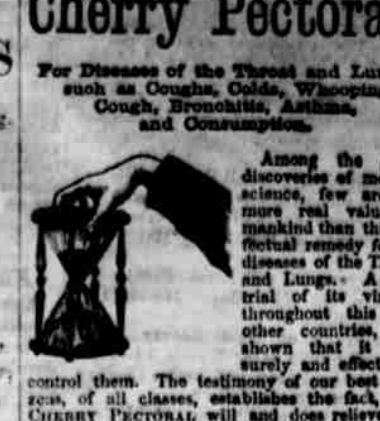 Cherry Pectora
For Diseases of the Throat and Lun
such as Coughs, Colds, Whooping
Cough, Bronchitis, Asthma,
and Consumption.
Among the
discoveries of m
science, few ar
more real valu
mankind than th
fectual remedy f
diseases of the T
and Lungs. A
trial of its vi
throughout this
other countries,
shown that it
surely and effect
control them. The testimony of our best
zens, of all classes, establishes the fact,
CHERRY PECTORAL will and does relieve